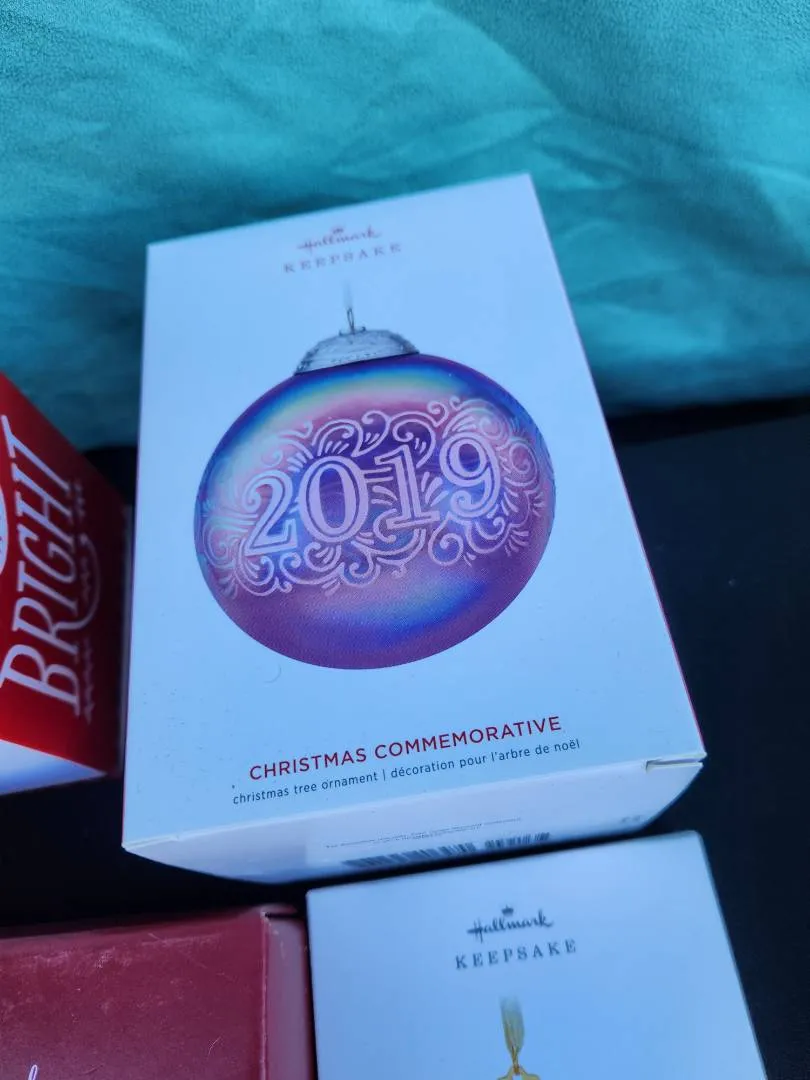 Hallmark
KEEPSAKE
2019
BRIGHT
CHRISTMAS COMMEMORATIVE
christmas tree ornament | décoration pour l'arbre de noël
Hallmark
KEEPSAKE